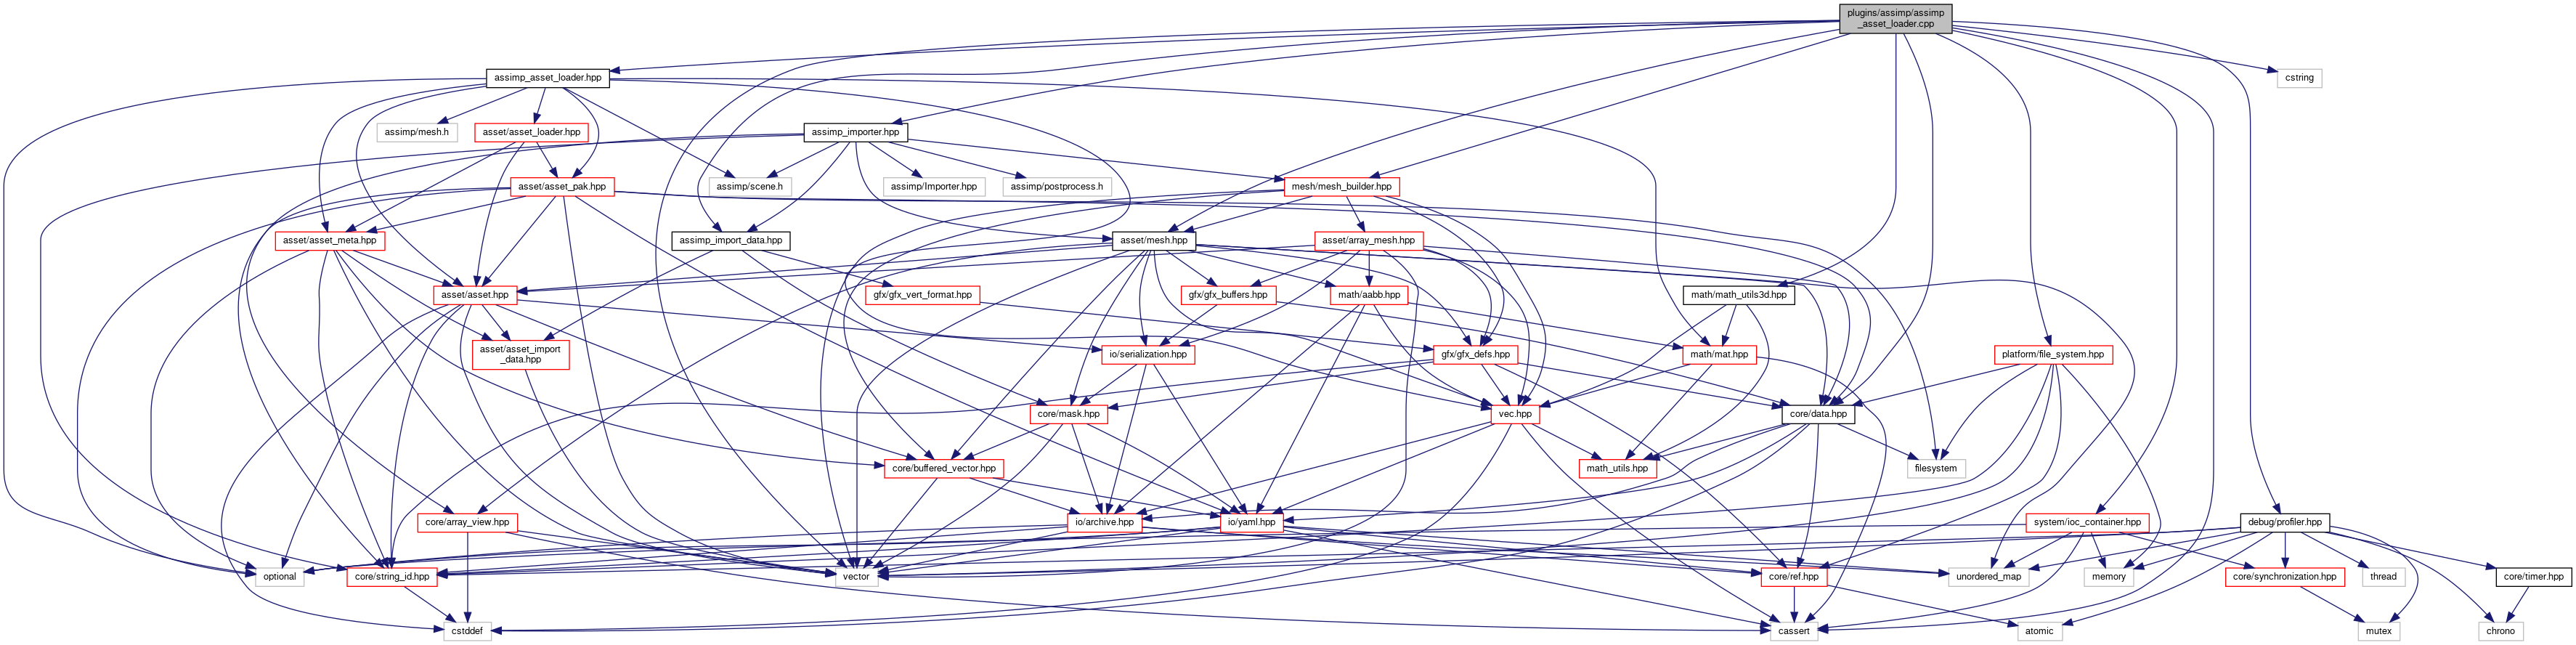 plugins/assimp/assimp
_asset_loader.cpp
assimp_asset_loader.hpp
cstring
assimp/mesh.h
asset/asset_loader.hpp
assimp_importer.hpp
asset/asset_pak.hpp
assimp/scene.h
assimp/Importer.hpp
assimp/postprocess.h
mesh/mesh_builder.hpp
asset/asset_meta.hpp
assimp_import_data.hpp
asset/mesh.hpp
asset/array_mesh.hpp
asset/asset.hpp
gfx/gfx_vert_format.hpp
gfx/gfx_buffers.hpp
math/aabb.hpp
math/math_utils3d.hpp
asset/asset_import
_data.hpp
io/serialization.hpp
gfx/gfx_defs.hpp
math/mat.hpp
platform/file_system.hpp
core/mask.hpp
vec.hpp
core/data.hpp
core/buffered_vector.hpp
math_utils.hpp
filesystem
core/array_view.hpp
io/archive.hpp
io/yaml.hpp
system/ioc_container.hpp
debug/profiler.hpp
optional
core/string_id.hpp
vector
core/ref.hpp
unordered_map
memory
core/synchronization.hpp
thread
core/timer.hpp
cstddef
cassert
atomic
mutex
chrono